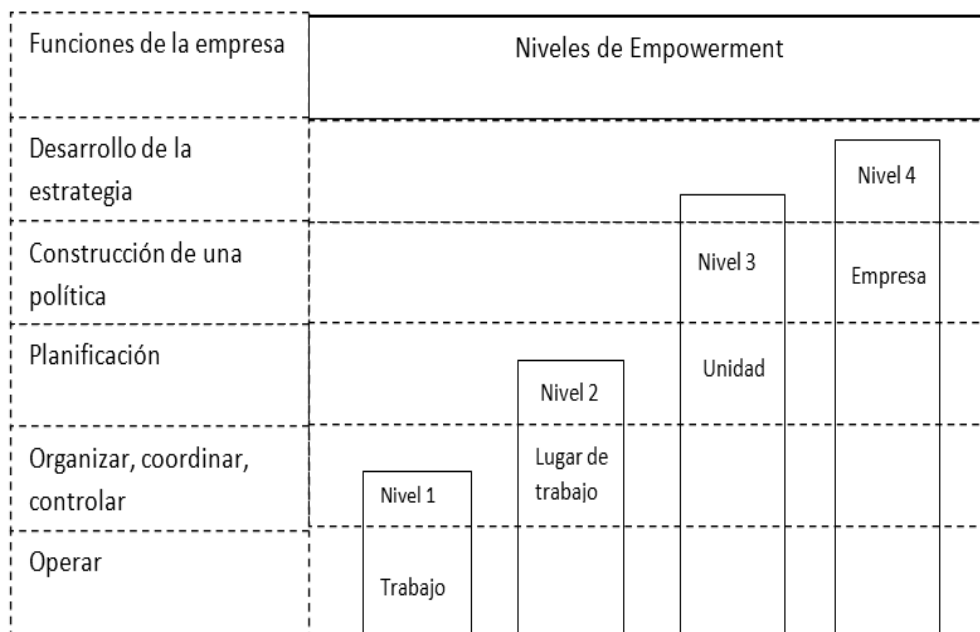 Funciones de la empresa
Niveles de Empowerment
Desarrollo de la
estrategia
Nivel 4
Construcción de una
política
Nivel 3
Empresa
Planificación
Unidad
Nivel 2
Organizar, coordinar,
controlar
Lugar de
trabajo
Nivel 1
Operar
Trabajo